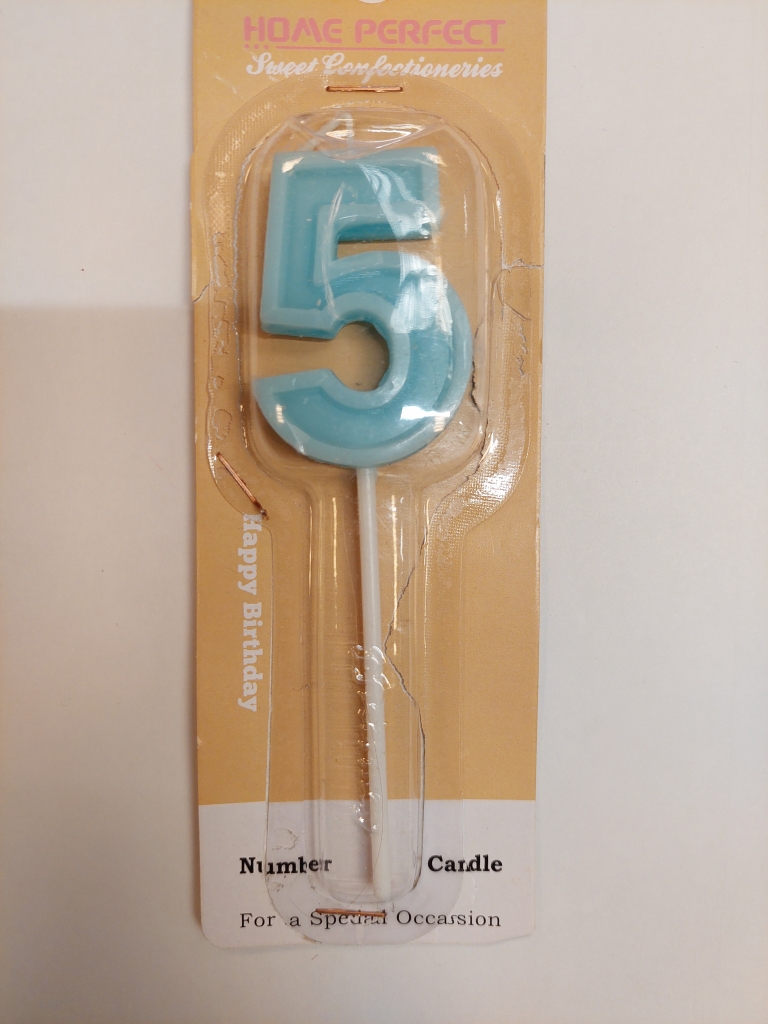 HOME PERFECT
Sweet Confectioneries
5
Happy Birthday
Number Candle
For a Special Occassion